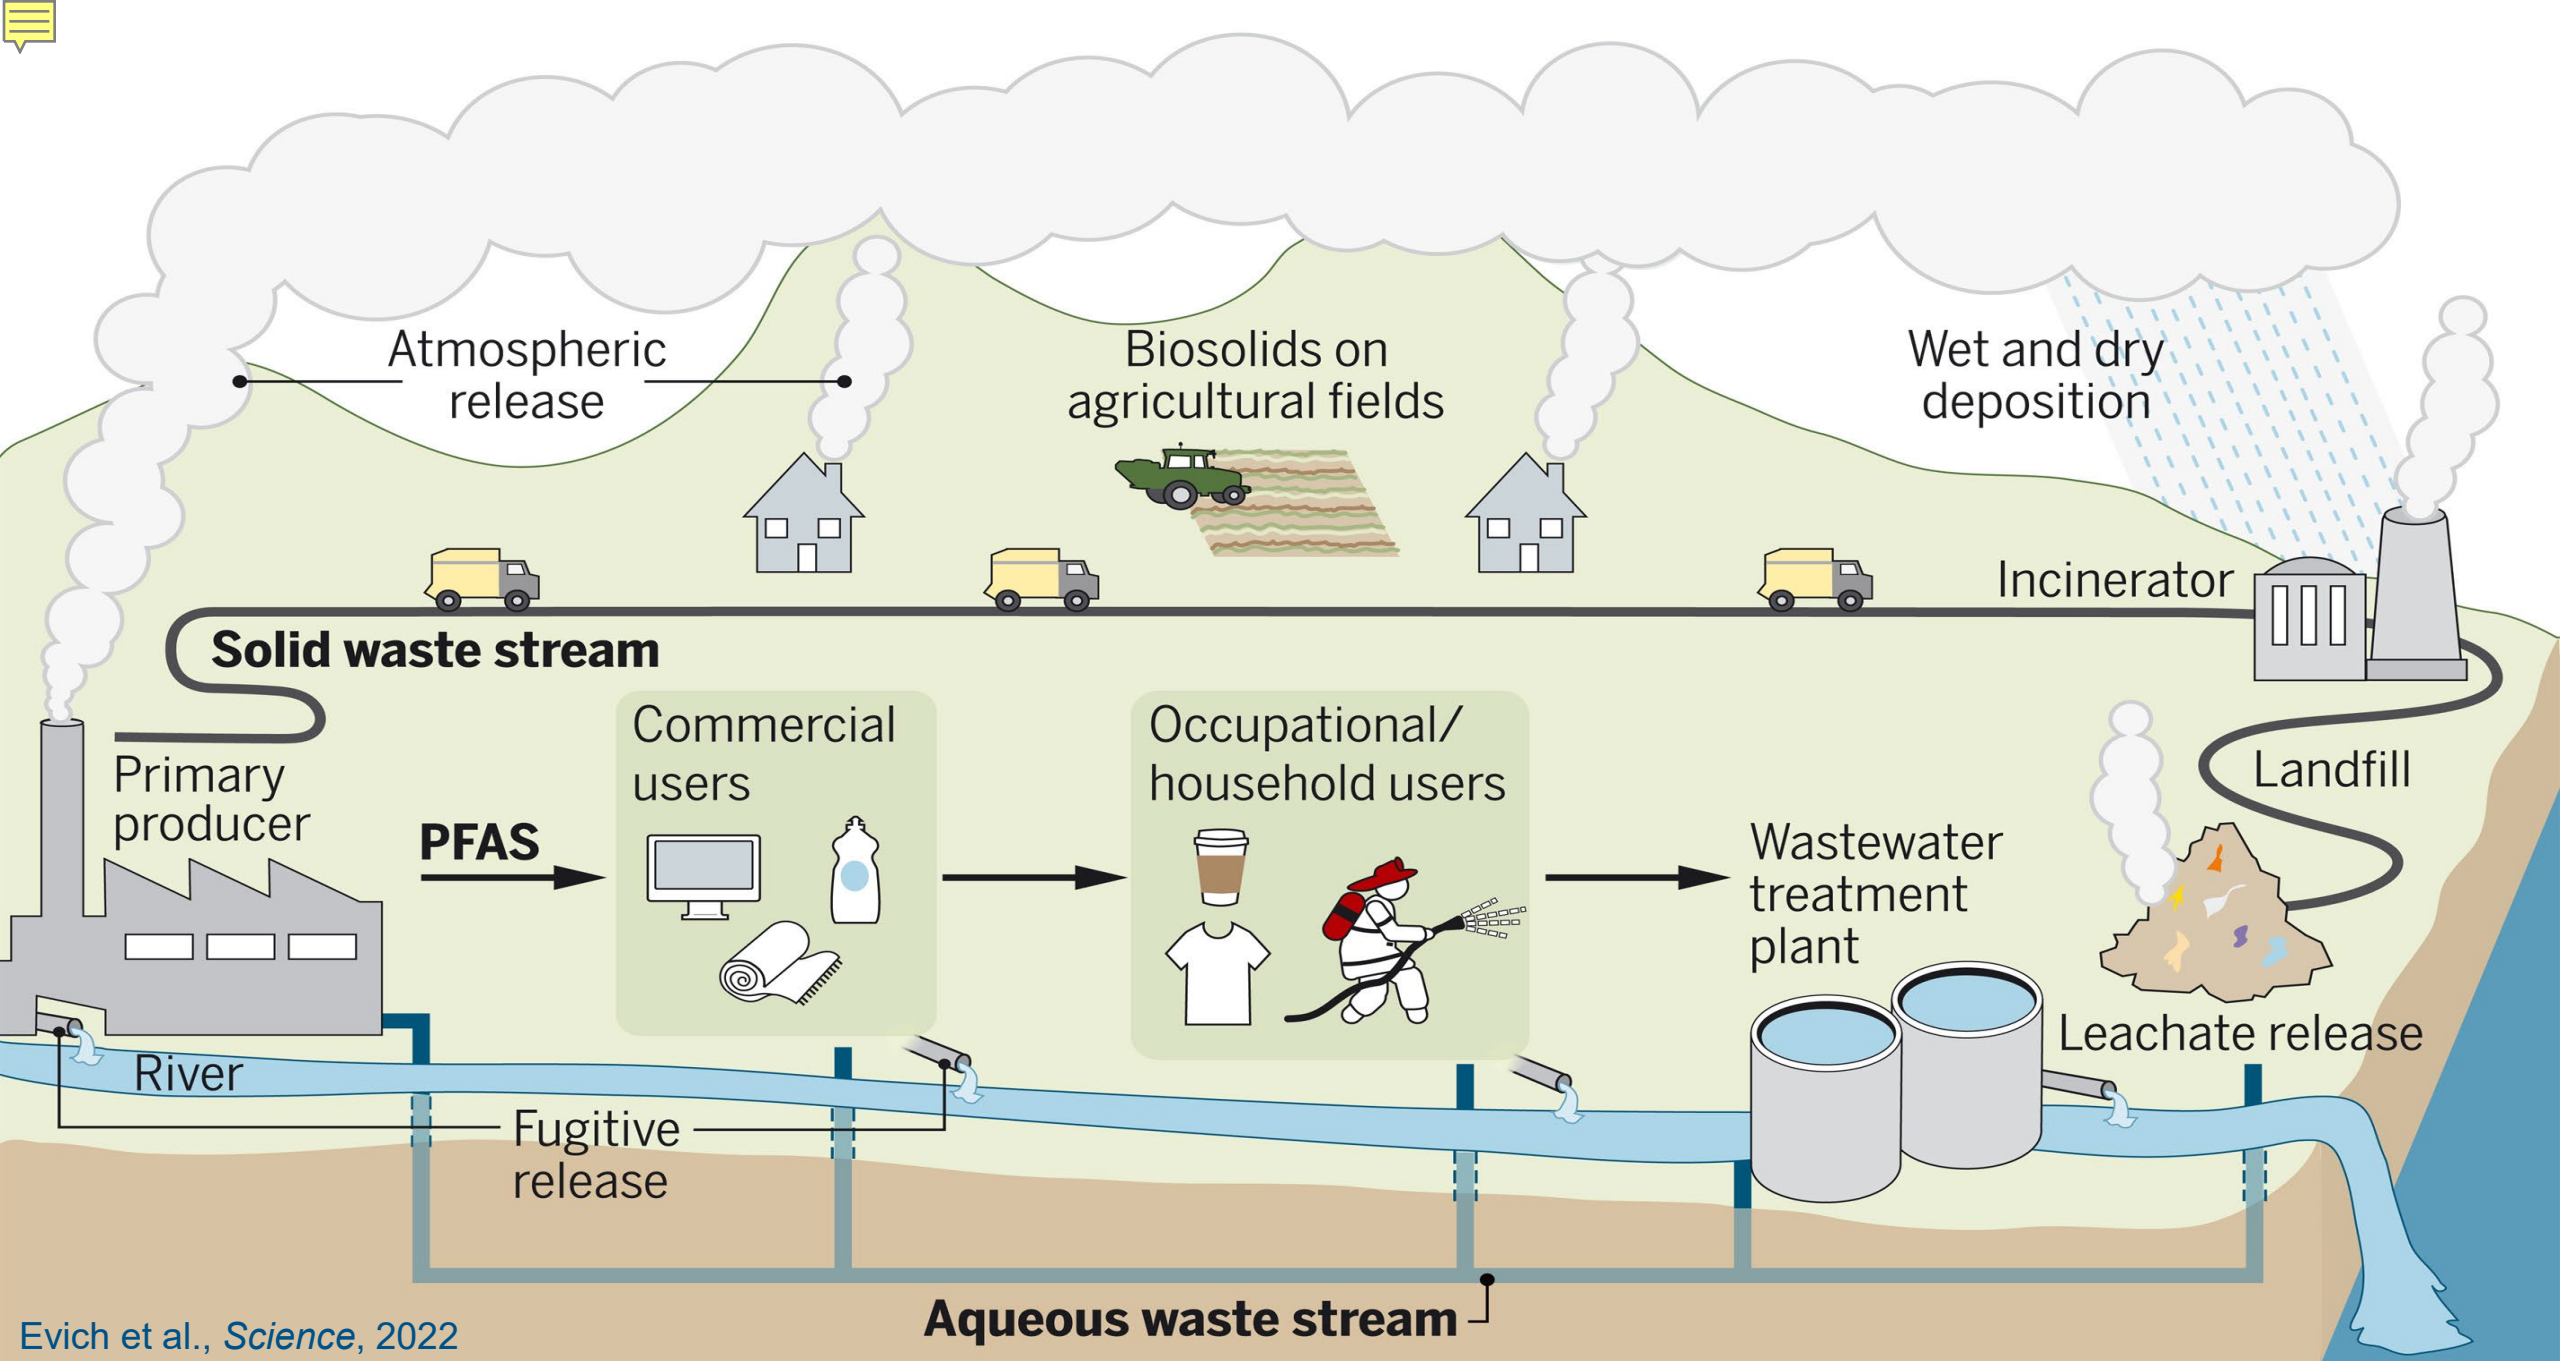 Atmospheric
release
Biosolids on
agricultural fields
Wet and dry
deposition
Incinerator
Solid waste stream
Primary
producer
PFAS
Commercial
users
Occupational/
household users
Wastewater
treatment
plant
Landfill
Leachate release
River
Fugitive
release
Aqueous waste stream
Evich et al., Science, 2022